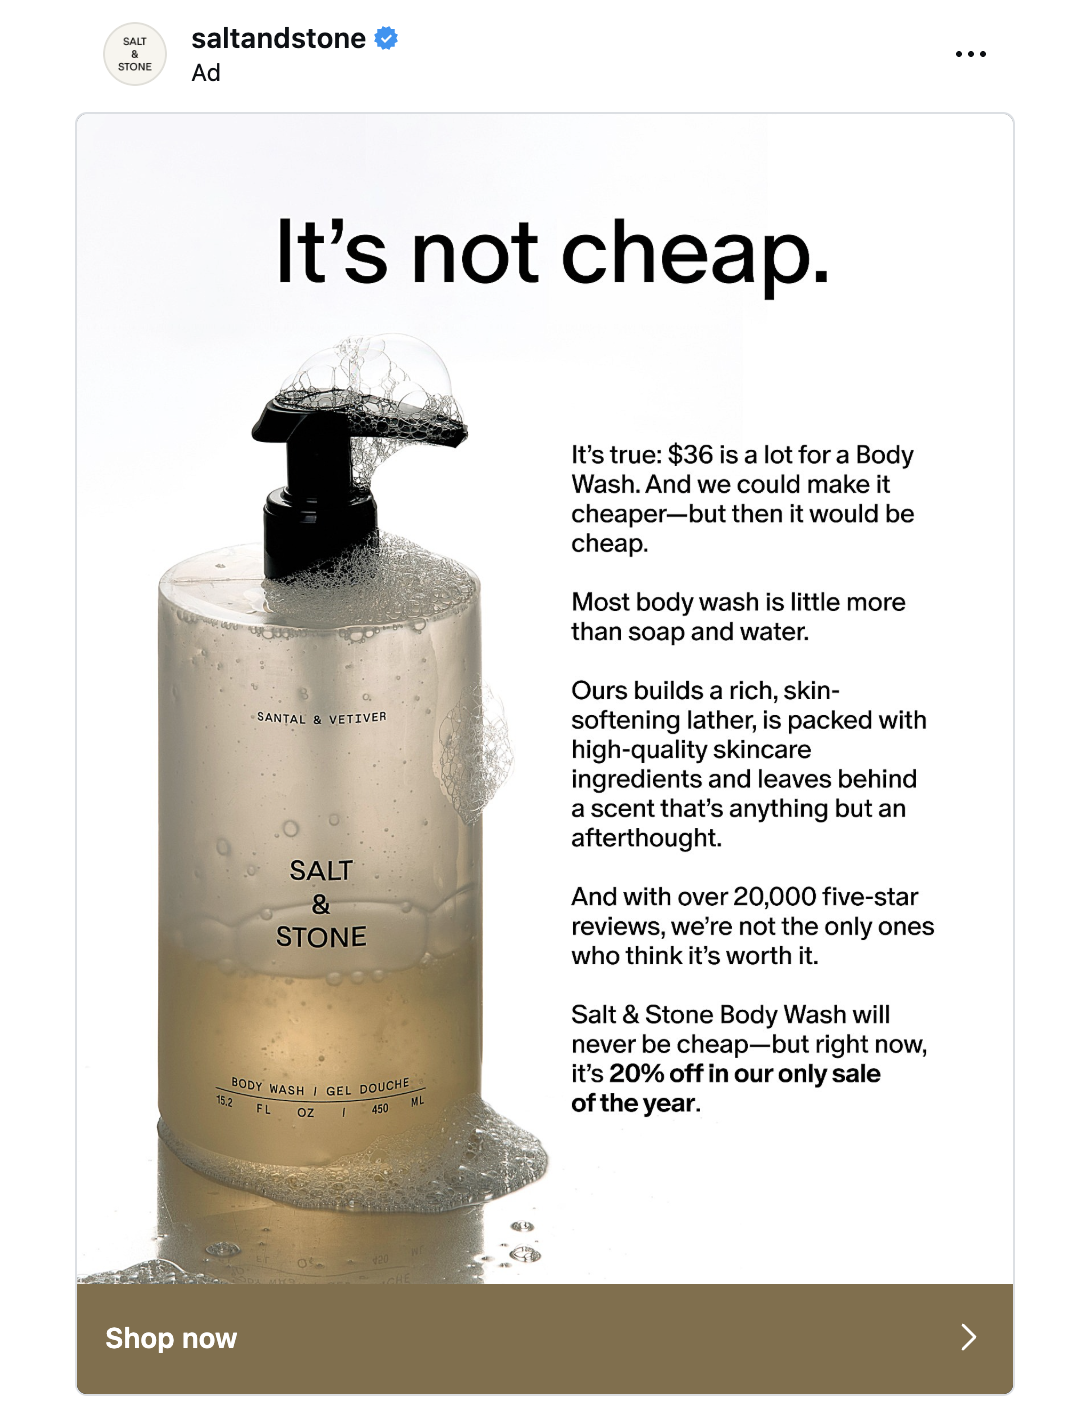 SALT
&
STONE
saltandstone
Ad
It’s not cheap.
It’s true: $36 is a lot for a Body
Wash. And we could make it
cheaper—but then it would be
cheap.
Most body wash is little more
than soap and water.
Ours builds a rich, skin-
softening lather, is packed with
high-quality skincare
ingredients and leaves behind
a scent that’s anything but an
afterthought.
And with over 20,000 five-star
reviews, we’re not the only ones
who think it’s worth it.
Salt & Stone Body Wash will
never be cheap—but right now,
it’s 20% off in our only sale
of the year.
SANTAL & VETIVER
SALT
&
STONE
BODY WASH / GEL DOUCHE
15.2 FL OZ / 450 ML
Shop now